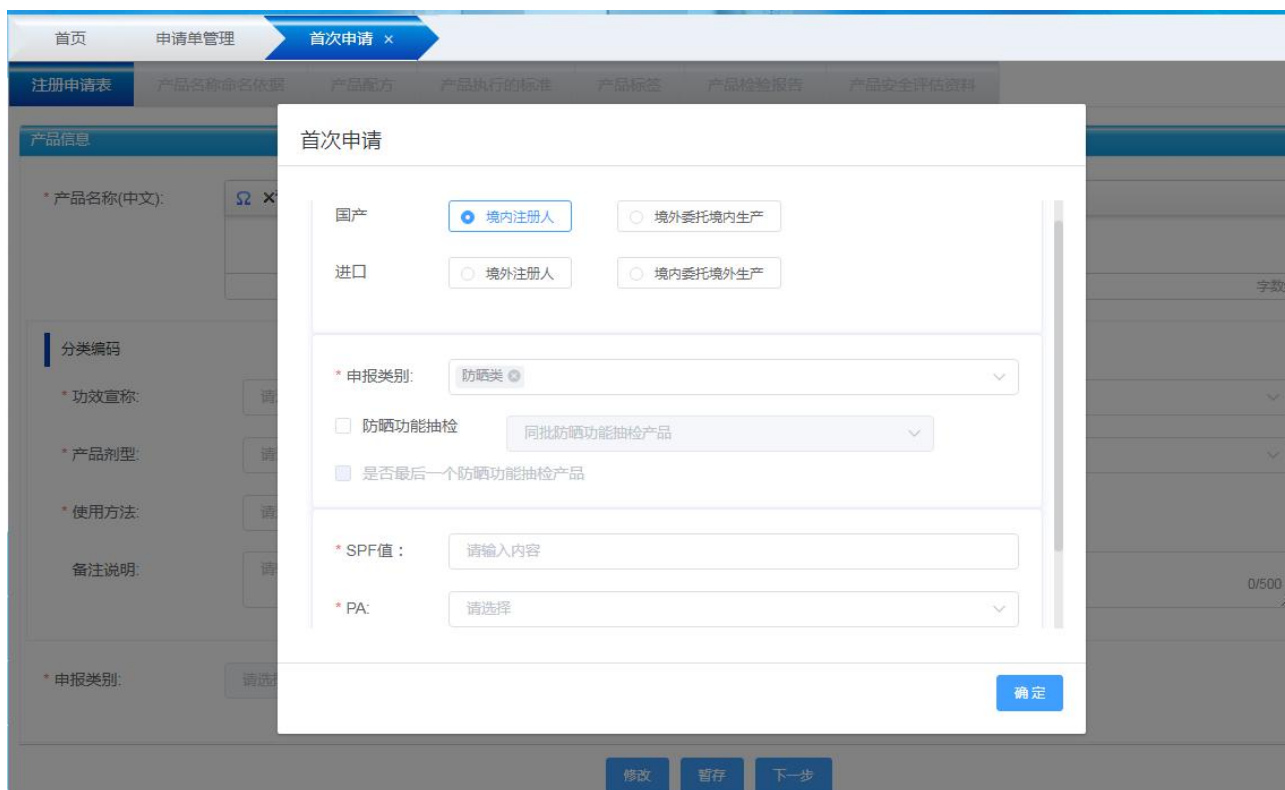 首页 申请单管理 首次申请 ×
注册申请表 产品名称命名依据 产品配方 产品执行的标准 产品标签 产品检验报告 产品安全评估资料
产品信息
首次申请
* 产品名称(中文): Ω
国产 境内注册人 境外委托境内生产
进口 境外注册人 境内委托境外生产
字数
分类编码
* 申报类别: 防晒类
* 功效宣称: 请
防晒功能抽检 同批防晒功能抽检产品
* 产品剂型: 请
是否最后一个防晒功能抽检产品
* 使用方法: 请
* SPF值： 请输入内容
备注说明: 请 0/500
* PA: 请选择
* 申报类别: 请选
确定
修改 暂存 下一步